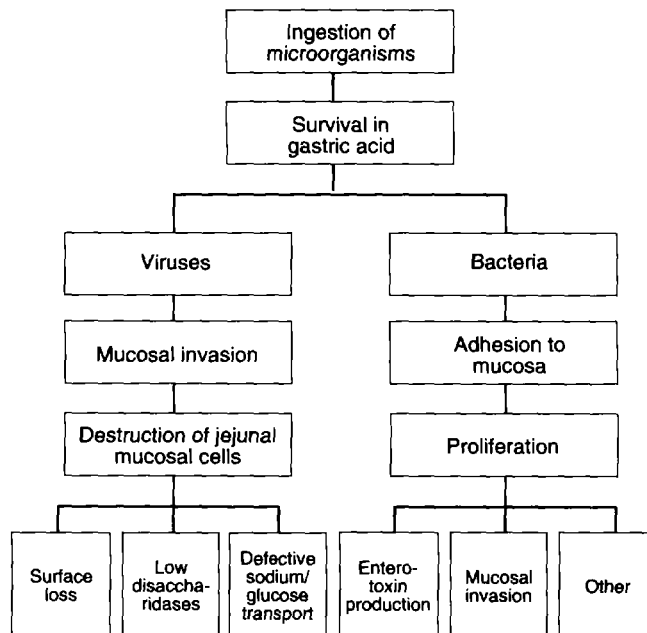 Ingestion of
microorganisms
Survival in
gastric acid
Viruses
Bacteria
Mucosal invasion
Adhesion to
mucosa
Destruction of jejunal
mucosal cells
Proliferation
Surface
loss
Low
disaccha-
ridases
Defective
sodium/
glucose
transport
Entero-
toxin
production
Mucosal
invasion
Other